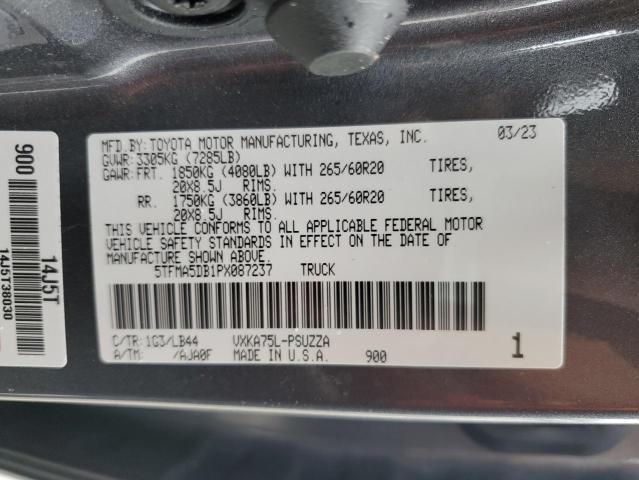 MFD.BY:TOYOTA MOTOR MANUFACTURING, TEXAS, INC. 03/23
GVWR:3305KG (7285LB)
GAWR:FRT. 1850KG (4080LB) WITH 265/60R20 TIRES,
20X8.5J RIMS.
RR. 1750KG (3860LB) WITH 265/60R20 TIRES,
20X8.5J RIMS.
THIS VEHICLE CONFORMS TO ALL APPLICABLE FEDERAL MOTOR
VEHICLE SAFETY STANDARDS IN EFFECT ON THE DATE OF
MANUFACTURE SHOWN ABOVE.
5TFMA5DB1PX087237 TRUCK
C/TR:1G3/LB44 VXKA75L-PSUZZA
A/TM: /AJA0F MADE IN U.S.A. 900 1
900
14J5T
14J5T38030